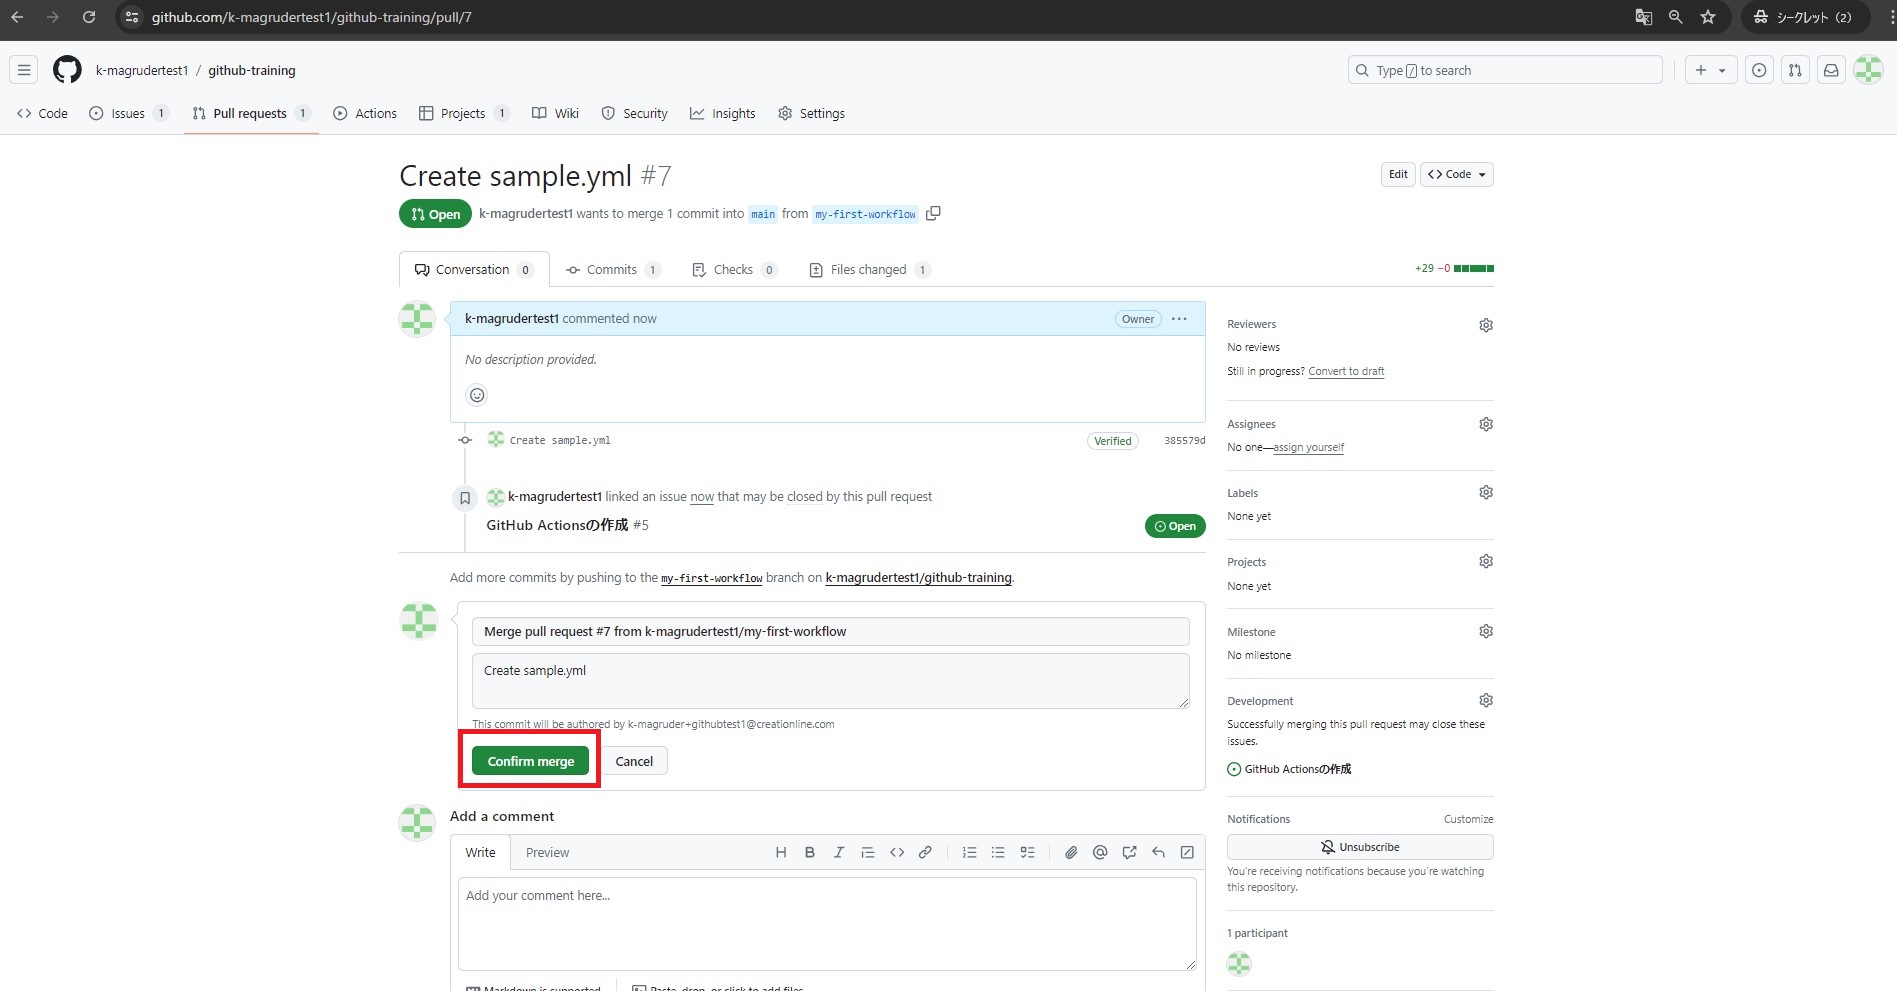 github.com/k-magrudertest1/github-training/pull/7
シークレット (2)
k-magrudertest1 / github-training
Type / to search
Code
Issues 1
Pull requests 1
Actions
Projects 1
Wiki
Security
Insights
Settings
Create sample.yml #7
Edit
Code
Open
k-magrudertest1 wants to merge 1 commit into main from my-first-workflow
Conversation 0
Commits 1
Checks 0
Files changed 1
+29 −0
k-magrudertest1 commented now
Owner
No description provided.
Create sample.yml
Verified
385579d
k-magrudertest1 linked an issue now that may be closed by this pull request
GitHub Actionsの作成 #5
Open
Add more commits by pushing to the my-first-workflow branch on k-magrudertest1/github-training.
Merge pull request #7 from k-magrudertest1/my-first-workflow
Create sample.yml
This commit will be authored by k-magruder+githubtest1@creationline.com
Confirm merge
Cancel
Add a comment
Write
Preview
Add your comment here...
Markdown is supported
Paste, drop, or click to add files
Reviewers
No reviews
Still in progress? Convert to draft
Assignees
No one—assign yourself
Labels
None yet
Projects
None yet
Milestone
No milestone
Development
Successfully merging this pull request may close these
issues.
GitHub Actionsの作成
Notifications
Customize
Unsubscribe
You're receiving notifications because you're watching
this repository.
1 participant